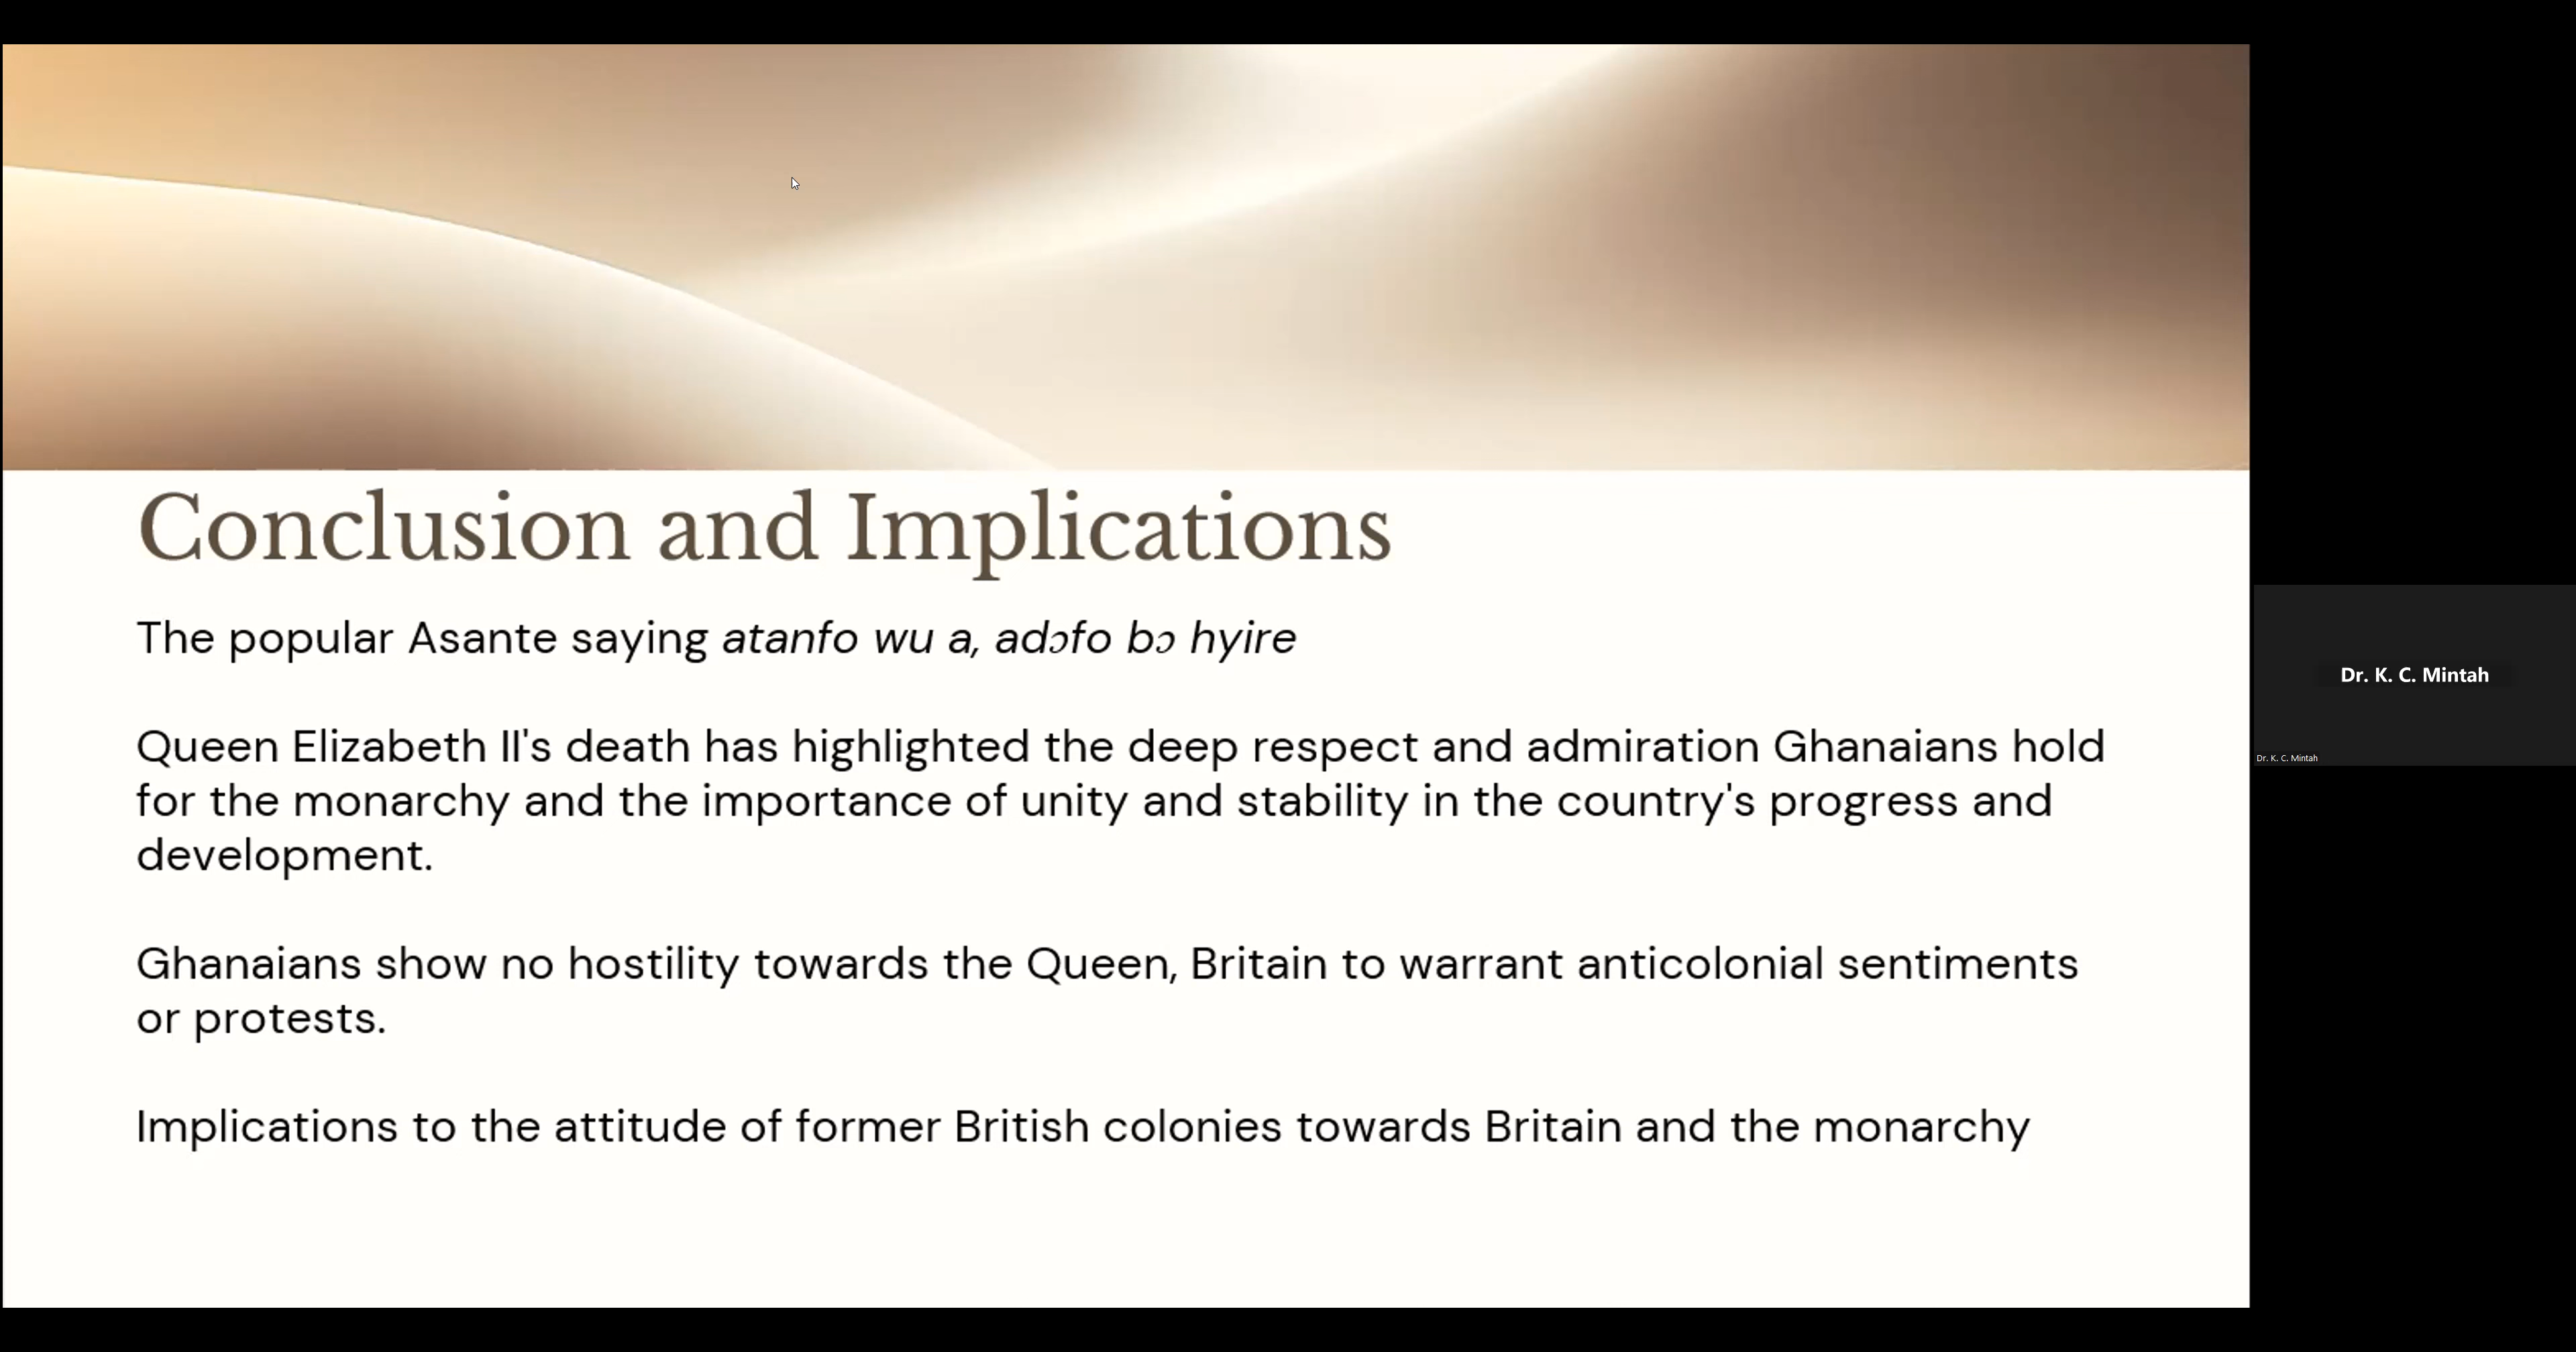 Conclusion and Implications
The popular Asante saying atanfo wu a, adɔfo bɔ hyire
Queen Elizabeth II's death has highlighted the deep respect and admiration Ghanaians hold
for the monarchy and the importance of unity and stability in the country's progress and
development.
Ghanaians show no hostility towards the Queen, Britain to warrant anticolonial sentiments
or protests.
Implications to the attitude of former British colonies towards Britain and the monarchy
Dr. K. C. Mintah
Dr. K. C. Mintah